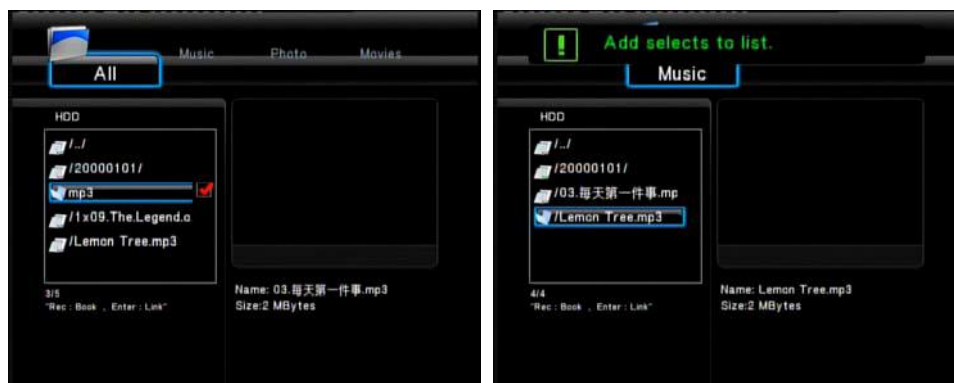 Music
Photo
Movies
All
HDD
/../
/20000101/
mp3
/1x09.The.Legend.o
/Lemon Tree.mp3
3/5
"Rec : Book , Enter : Link"
Name: 03.每天第一件事.mp3
Size:2 MBytes
Add selects to list.
Music
HDD
/../
/20000101/
/03.每天第一件事.mp
/Lemon Tree.mp3
4/4
"Rec : Book , Enter : Link"
Name: Lemon Tree.mp3
Size:2 MBytes